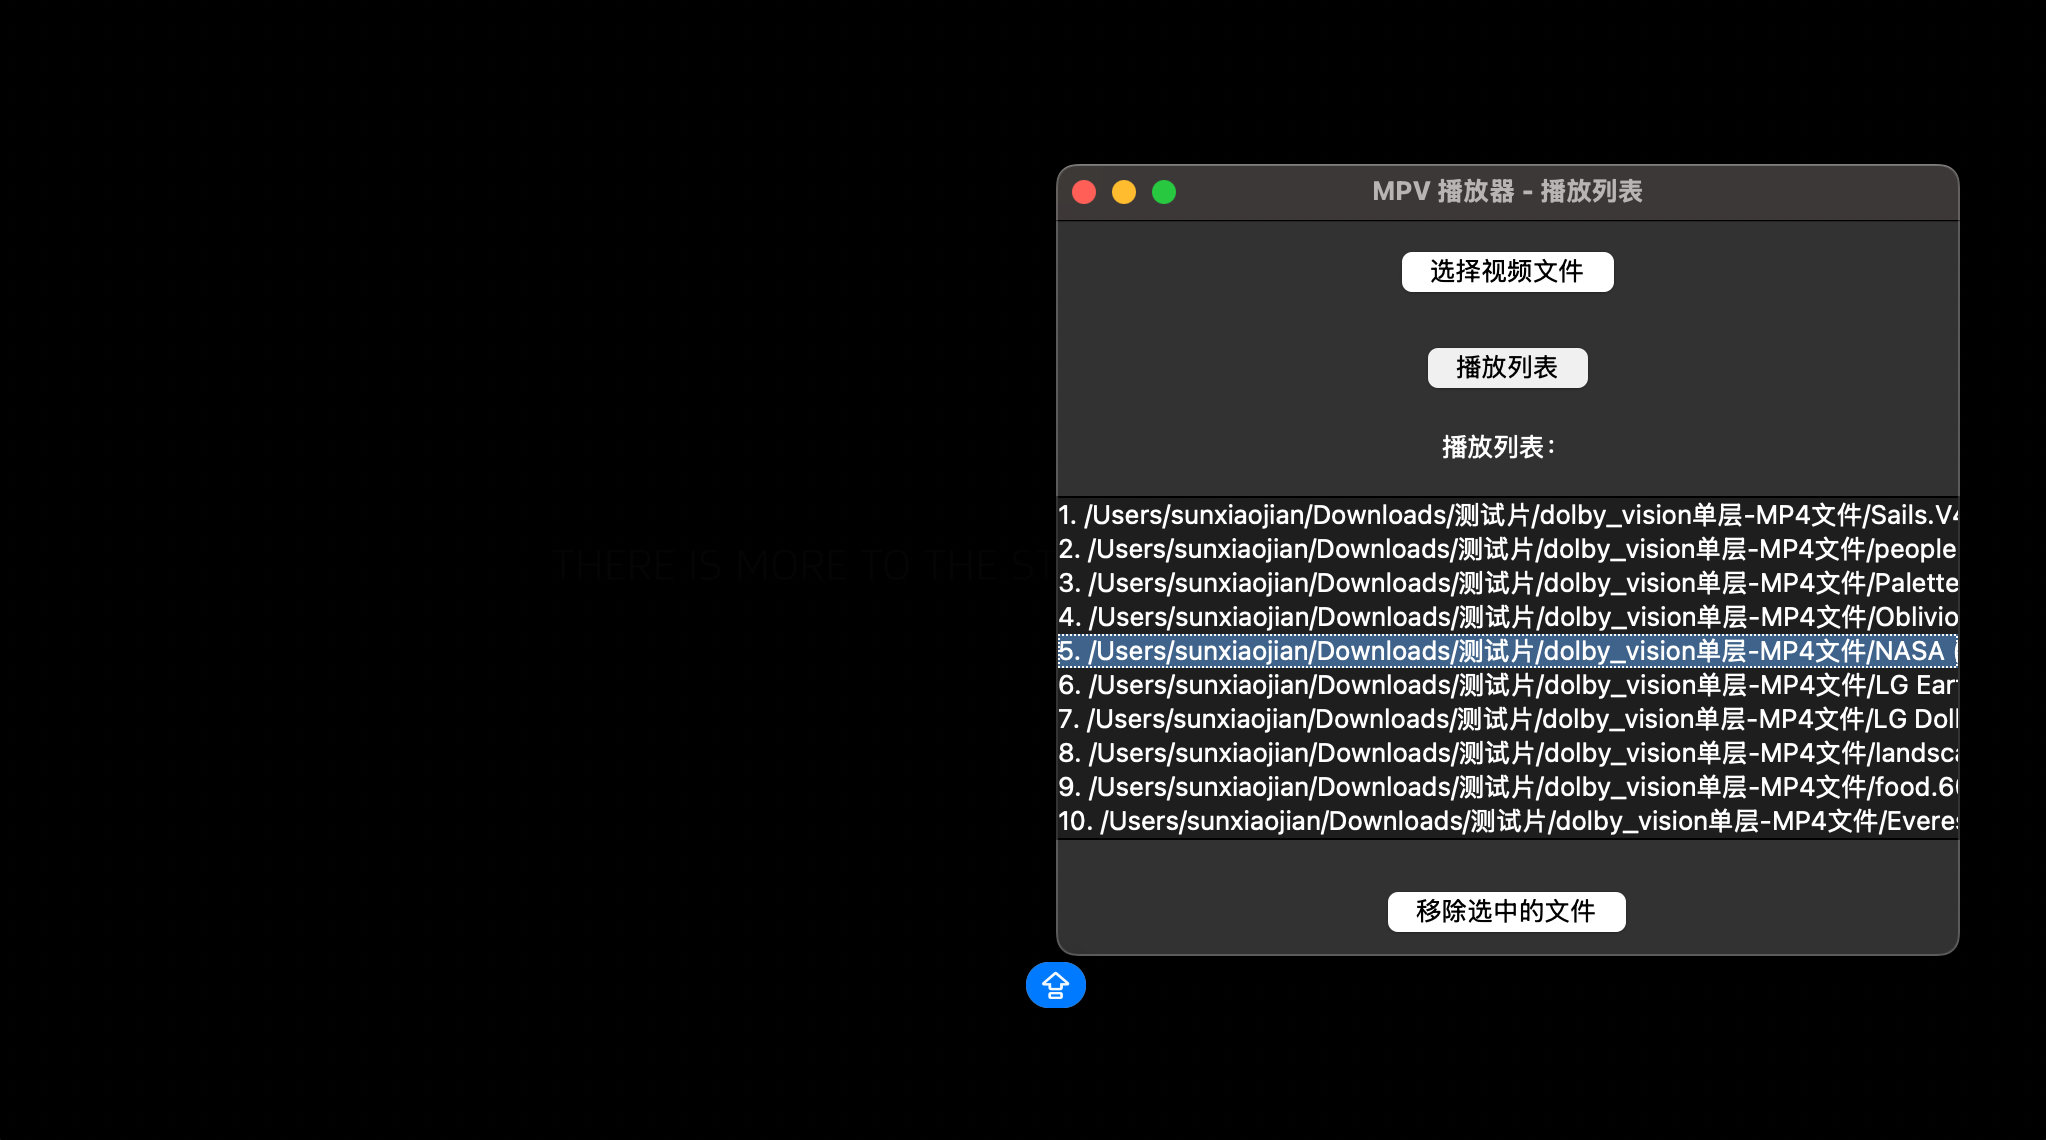 MPV 播放器 - 播放列表
选择视频文件
播放列表
播放列表：
THERE IS MORE TO THE
1. /Users/sunxiaojian/Downloads/测试片/dolby_vision单层-MP4文件/Sails.V4
2. /Users/sunxiaojian/Downloads/测试片/dolby_vision单层-MP4文件/people
3. /Users/sunxiaojian/Downloads/测试片/dolby_vision单层-MP4文件/Palette
4. /Users/sunxiaojian/Downloads/测试片/dolby_vision单层-MP4文件/Oblivio
5. /Users/sunxiaojian/Downloads/测试片/dolby_vision单层-MP4文件/NASA
6. /Users/sunxiaojian/Downloads/测试片/dolby_vision单层-MP4文件/LG Ear
7. /Users/sunxiaojian/Downloads/测试片/dolby_vision单层-MP4文件/LG Dol
8. /Users/sunxiaojian/Downloads/测试片/dolby_vision单层-MP4文件/landsca
9. /Users/sunxiaojian/Downloads/测试片/dolby_vision单层-MP4文件/food.6
10. /Users/sunxiaojian/Downloads/测试片/dolby_vision单层-MP4文件/Everes
移除选中的文件